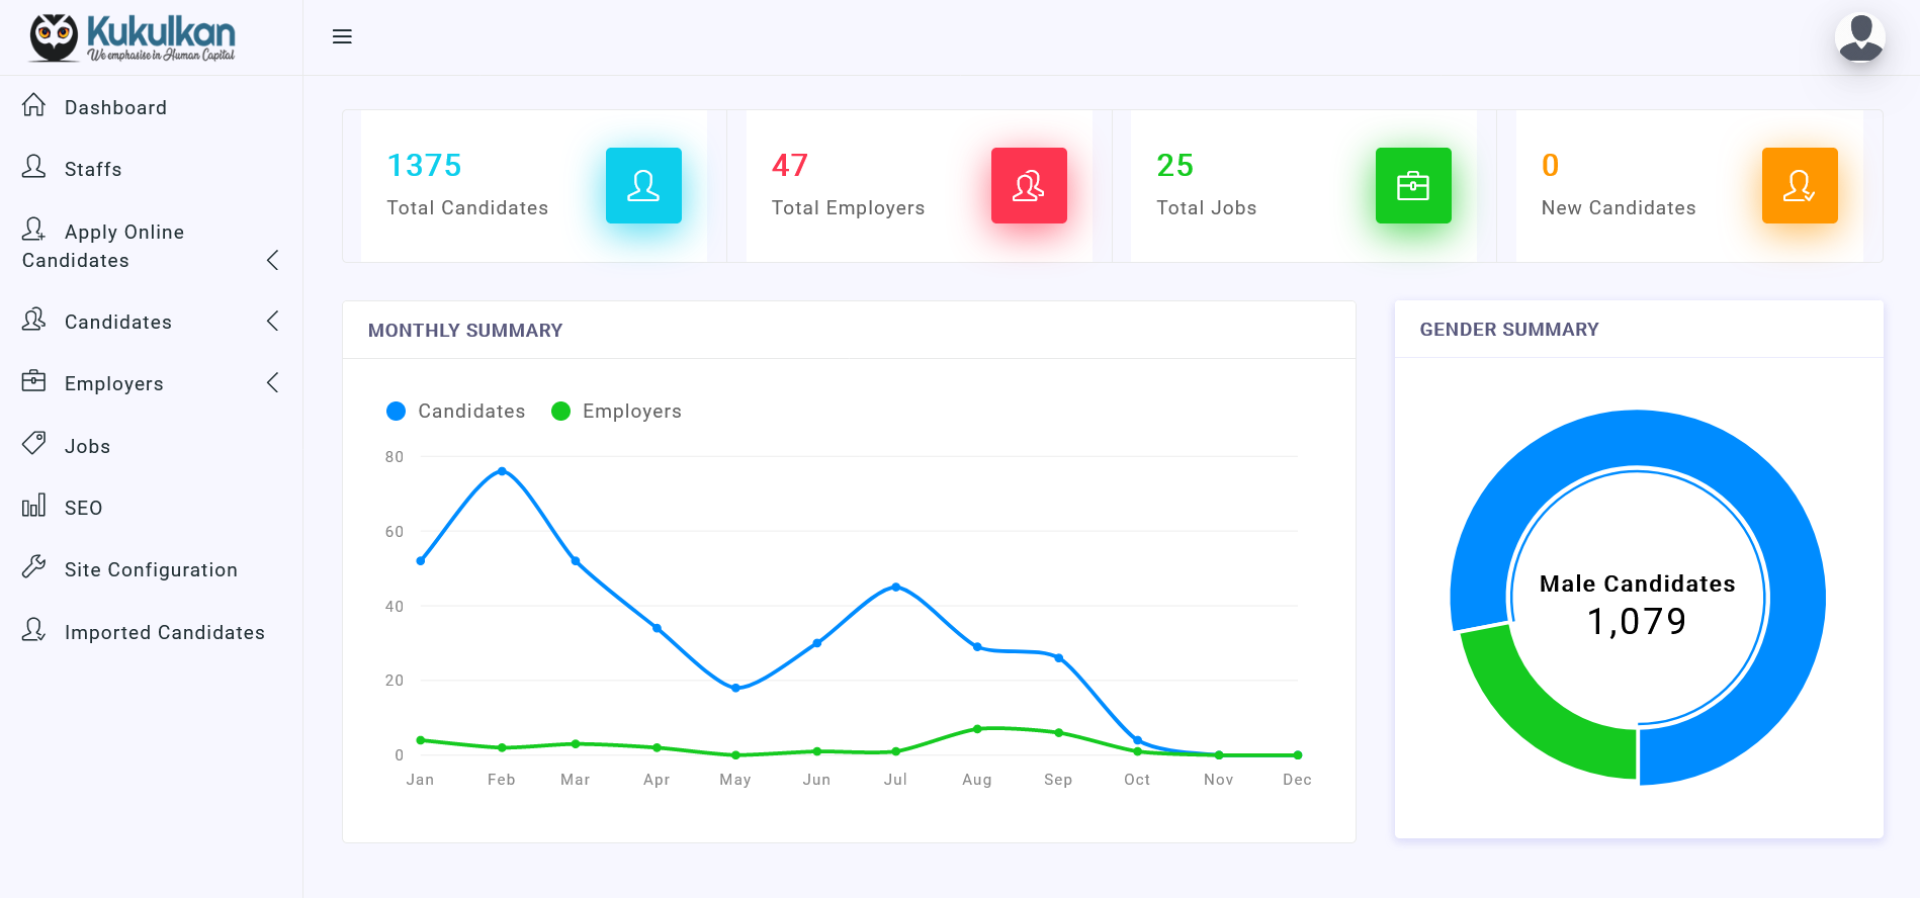 Kukulkan
We emphasise in Human Capital
Dashboard
Staffs
Apply Online
Candidates
Candidates
Employers
Jobs
SEO
Site Configuration
Imported Candidates
1375
Total Candidates
47
Total Employers
25
Total Jobs
0
New Candidates
MONTHLY SUMMARY
Candidates Employers
80
60
40
20
0
Jan Feb Mar Apr May Jun Jul Aug Sep Oct Nov Dec
GENDER SUMMARY
Male Candidates
1,079